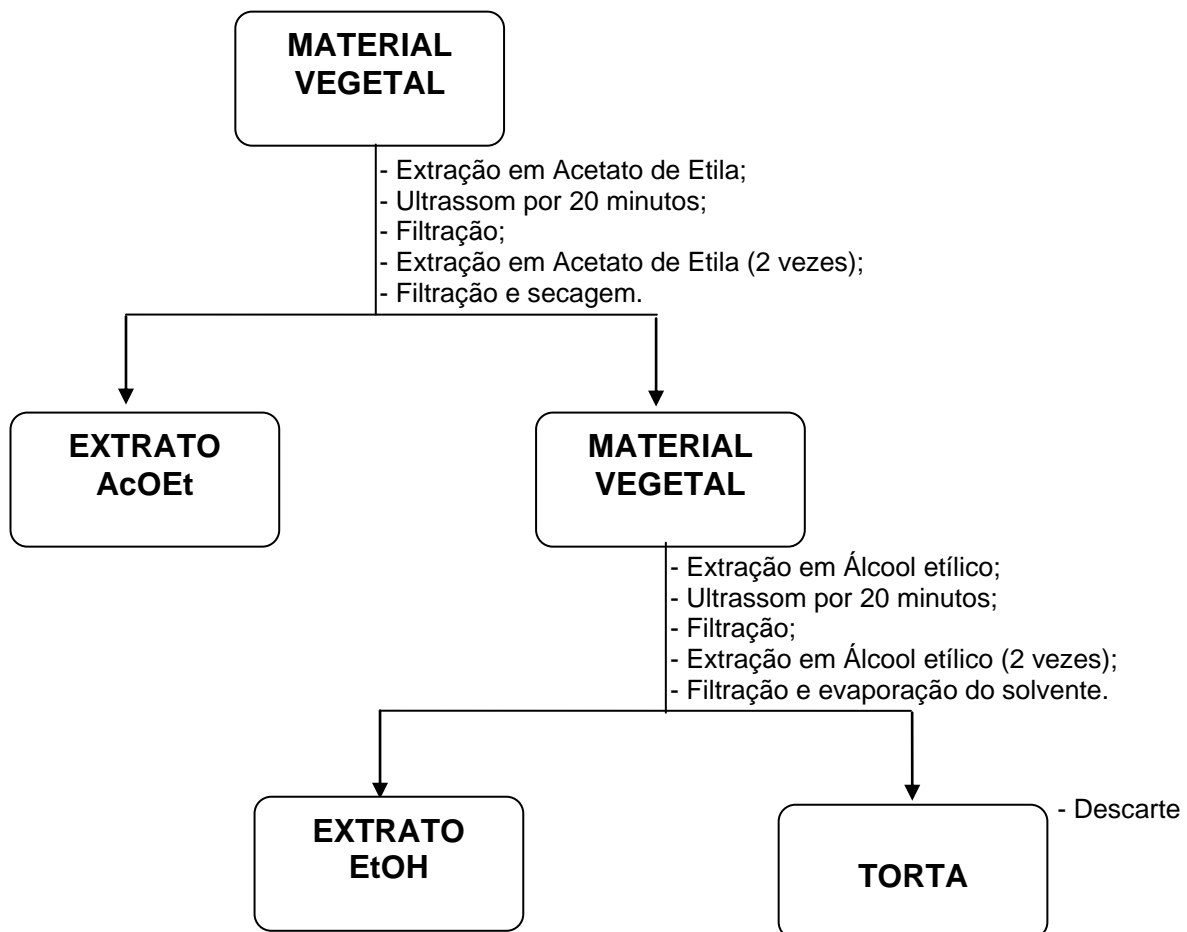 MATERIAL
VEGETAL
- Extração em Acetato de Etila;
- Ultrassom por 20 minutos;
- Filtração;
- Extração em Acetato de Etila (2 vezes);
- Filtração e secagem.
EXTRATO
AcOEt
MATERIAL
VEGETAL
- Extração em Álcool etílico;
- Ultrassom por 20 minutos;
- Filtração;
- Extração em Álcool etílico (2 vezes);
- Filtração e evaporação do solvente.
EXTRATO
EtOH
TORTA
- Descarte